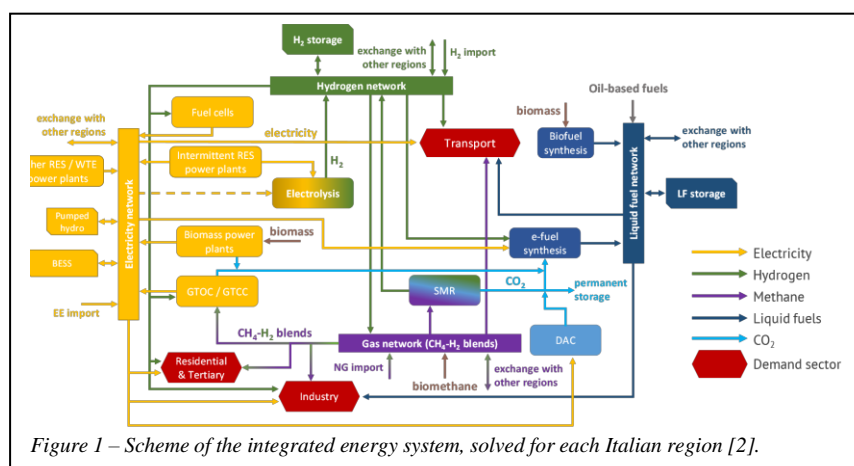 H2 storage
exchange with
other regions
H2 import
Hydrogen network
Oil-based fuels
biomass
exchange with
other regions
Fuel cells
electricity
Transport
Biofuel
synthesis
exchange with
other regions
her RES / WTE
power plants
Intermittent RES
power plants
H2
Electrolysis
Electricity network
Liquid fuel network
LF storage
Pumped
hydro
Biomass power
plants
biomass
e-fuel
synthesis
BESS
GTOC / GTCC
SMR
CO2
permanent
storage
EE import
CH4-H2 blends
Gas network (CH4-H2 blends)
DAC
Residential
& Tertiary
NG import
biomethane
exchange with
other regions
Industry
Electricity
Hydrogen
Methane
Liquid fuels
CO2
Demand sector
Figure 1 – Scheme of the integrated energy system, solved for each Italian region [2].